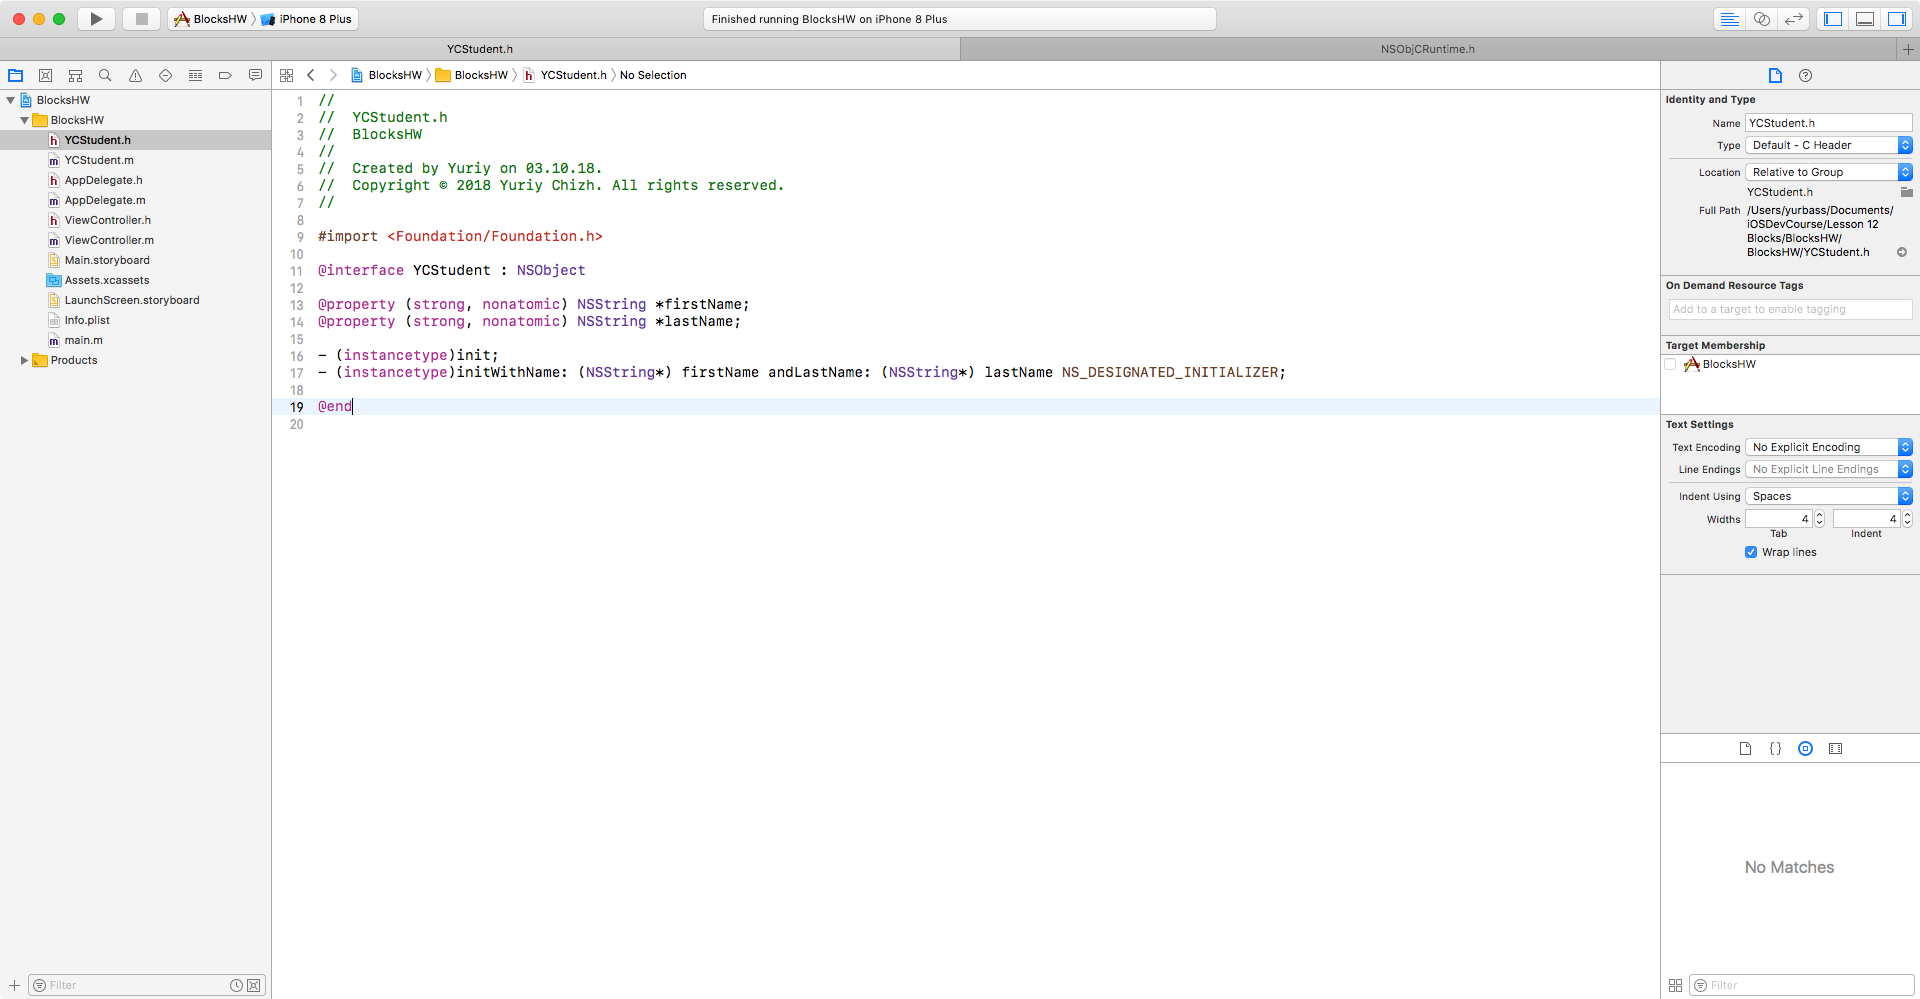 BlocksHW iPhone 8 Plus
Finished running BlocksHW on iPhone 8 Plus
YCStudent.h
NSObjCRuntime.h
BlocksHW BlocksHW YCStudent.h No Selection
BlocksHW
BlocksHW
YCStudent.h
YCStudent.m
AppDelegate.h
AppDelegate.m
ViewController.h
ViewController.m
Main.storyboard
Assets.xcassets
LaunchScreen.storyboard
Info.plist
main.m
Products
Filter
1 //
2 //  YCStudent.h
3 //  BlocksHW
4 //
5 //  Created by Yuriy on 03.10.18.
6 //  Copyright © 2018 Yuriy Chizh. All rights reserved.
7 //
8
9 #import <Foundation/Foundation.h>
10
11 @interface YCStudent : NSObject
12
13 @property (strong, nonatomic) NSString *firstName;
14 @property (strong, nonatomic) NSString *lastName;
15
16 - (instancetype)init;
17 - (instancetype)initWithName: (NSString*) firstName andLastName: (NSString*) lastName NS_DESIGNATED_INITIALIZER;
18
19 @end
20
Identity and Type
Name YCStudent.h
Type Default - C Header
Location Relative to Group
YCStudent.h
Full Path /Users/yurbass/Documents/
iOSDevCourse/Lesson 12
Blocks/BlocksHW/
BlocksHW/YCStudent.h
On Demand Resource Tags
Add to a target to enable tagging
Target Membership
BlocksHW
Text Settings
Text Encoding No Explicit Encoding
Line Endings No Explicit Line Endings
Indent Using Spaces
Widths 4 4
Tab Indent
Wrap lines
{}
No Matches
Filter